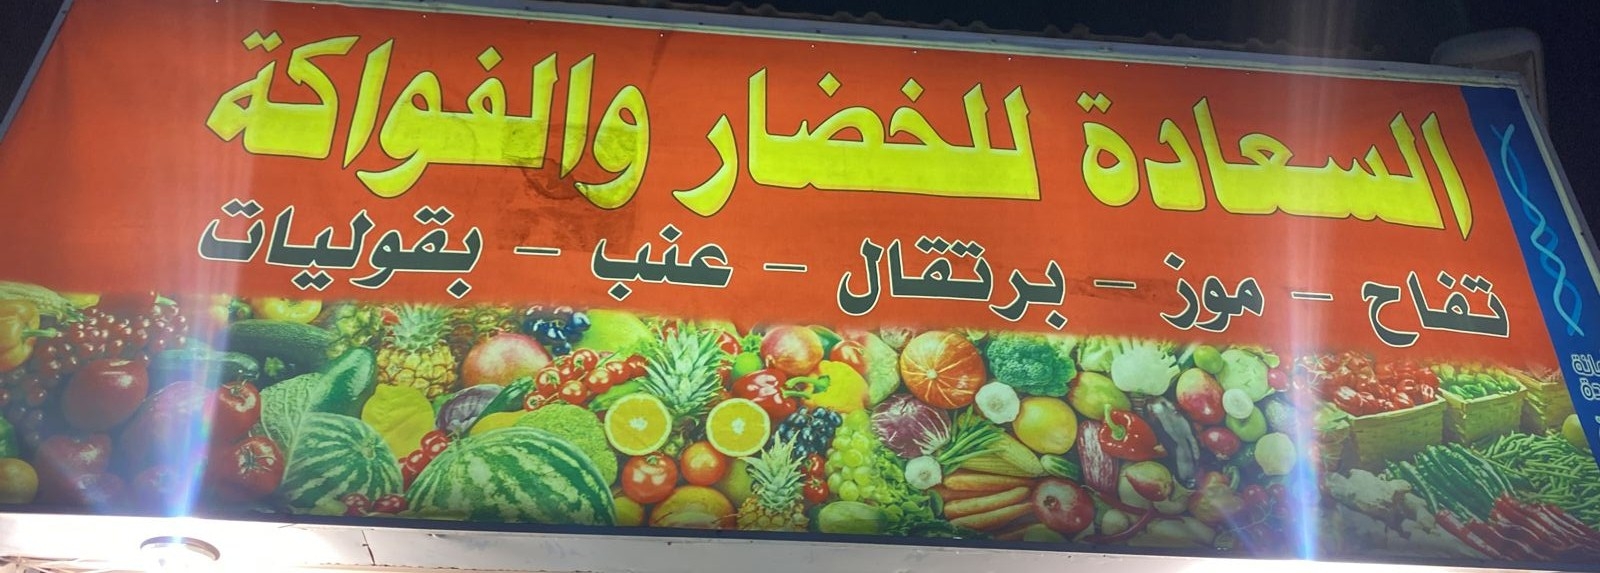 السعادة للخضار والفواكة
تفاح – موز – برتقال – عنب – بقوليات